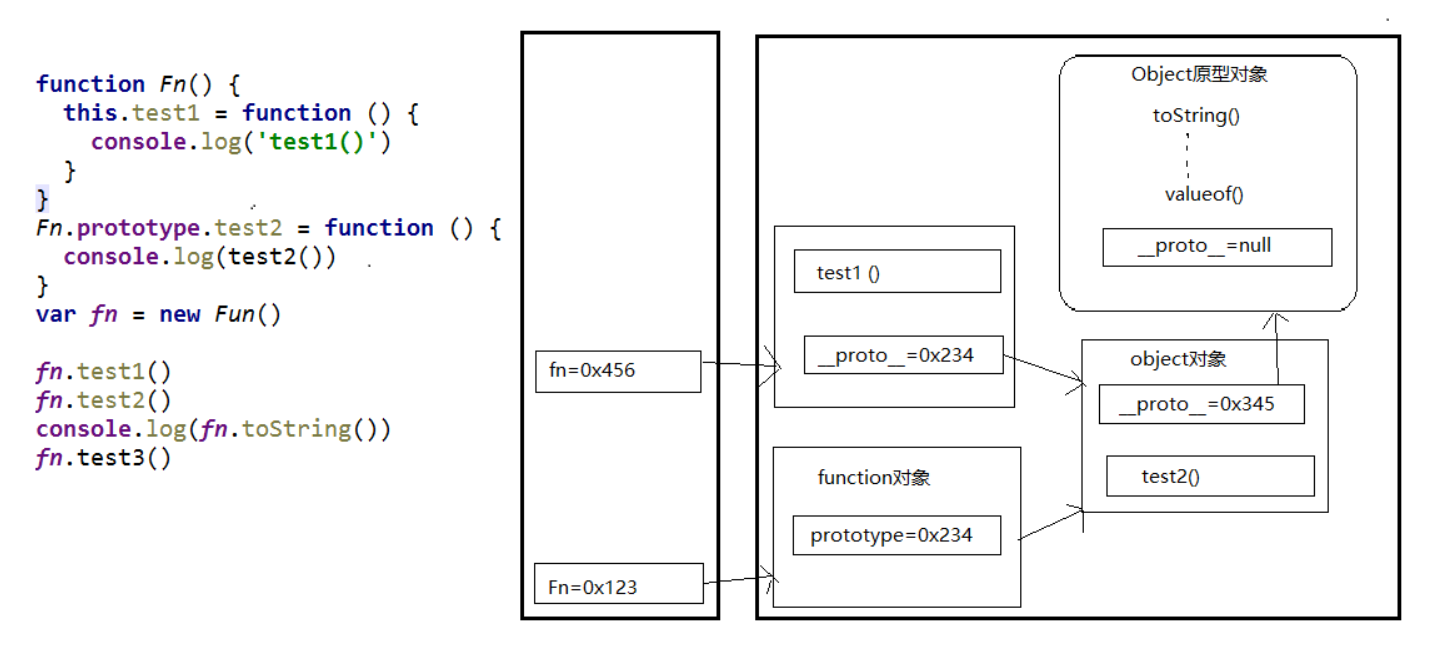 function Fn() {
this.test1 = function () {
console.log('test1()')
}
}
Fn.prototype.test2 = function () {
console.log(test2())
}
var fn = new Fun()
fn.test1()
fn.test2()
console.log(fn.toString())
fn.test3()
fn=0x456
Fn=0x123
test1 ()
__proto__=0x234
function对象
prototype=0x234
Object原型对象
toString()
valueof()
__proto__=null
object对象
__proto__=0x345
test2()